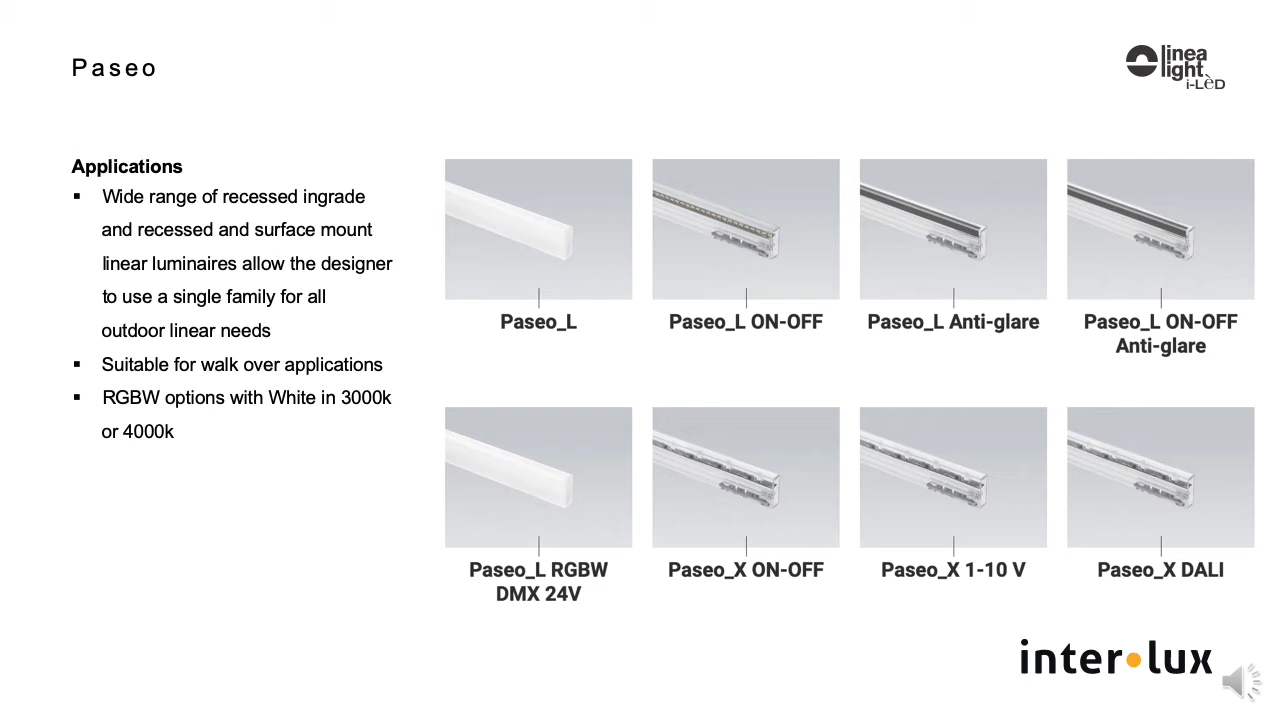 Paseo
linea
light
i-LèD
Applications
▪ Wide range of recessed ingrade
and recessed and surface mount
linear luminaires allow the designer
to use a single family for all
outdoor linear needs
▪ Suitable for walk over applications
▪ RGBW options with White in 3000k
or 4000k
Paseo_L
Paseo_L ON-OFF
Paseo_L Anti-glare
Paseo_L ON-OFF
Anti-glare
Paseo_L RGBW
DMX 24V
Paseo_X ON-OFF
Paseo_X 1-10 V
Paseo_X DALI
inter•lux